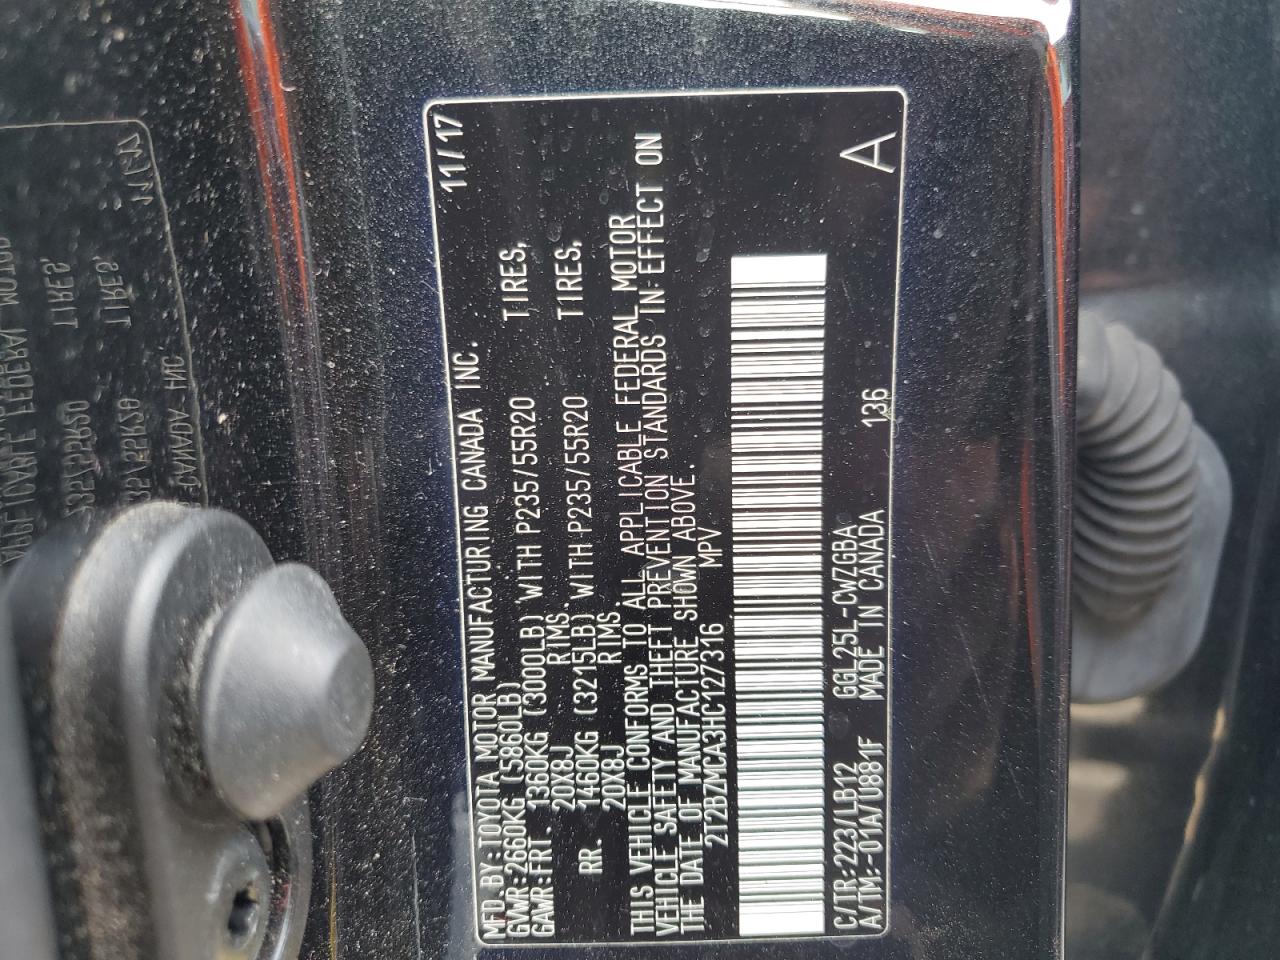 MFD.BY:TOYOTA MOTOR MANUFACTURING CANADA INC. 11/17
GVWR:2660KG(5860LB)
GAWR:FRT. 1360KG (3000LB) WITH P235/55R20 TIRES,
20X8J RIMS.
RR. 1460KG (3215LB) WITH P235/55R20 TIRES,
20X8J RIMS.
THIS VEHICLE CONFORMS TO ALL APPLICABLE FEDERAL MOTOR
VEHICLE SAFETY AND THEFT PREVENTION STANDARDS IN EFFECT ON
THE DATE OF MANUFACTURE SHOWN ABOVE.
2T2BZMCA3HC127316 MPV
C/TR:223/LB12 GGL25L-CWZGBA 136 A
A/TM:-01A/U881F MADE IN CANADA